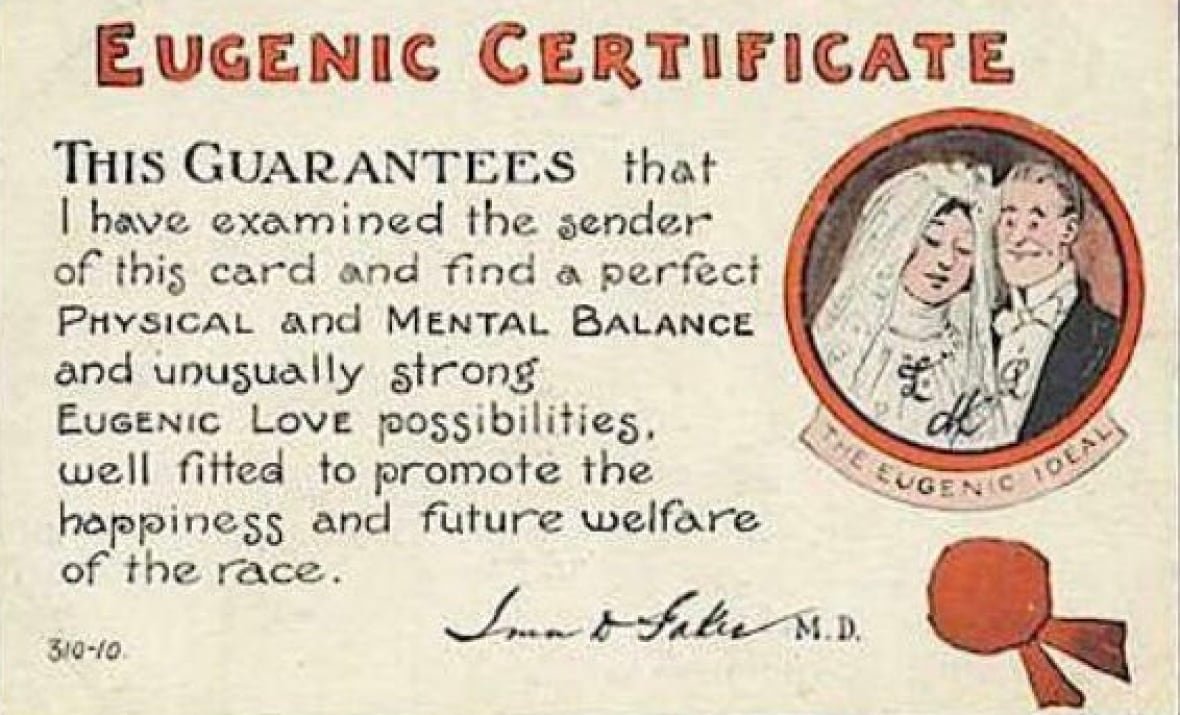 EUGENIC CERTIFICATE
THIS GUARANTEES that
I have examined the sender
of this card and find a perfect
PHYSICAL and MENTAL BALANCE
and unusually strong
EUGENIC LOVE possibilities,
well fitted to promote the
happiness and future welfare
of the race.
THE EUGENIC IDEAL
M.D.
310-10.